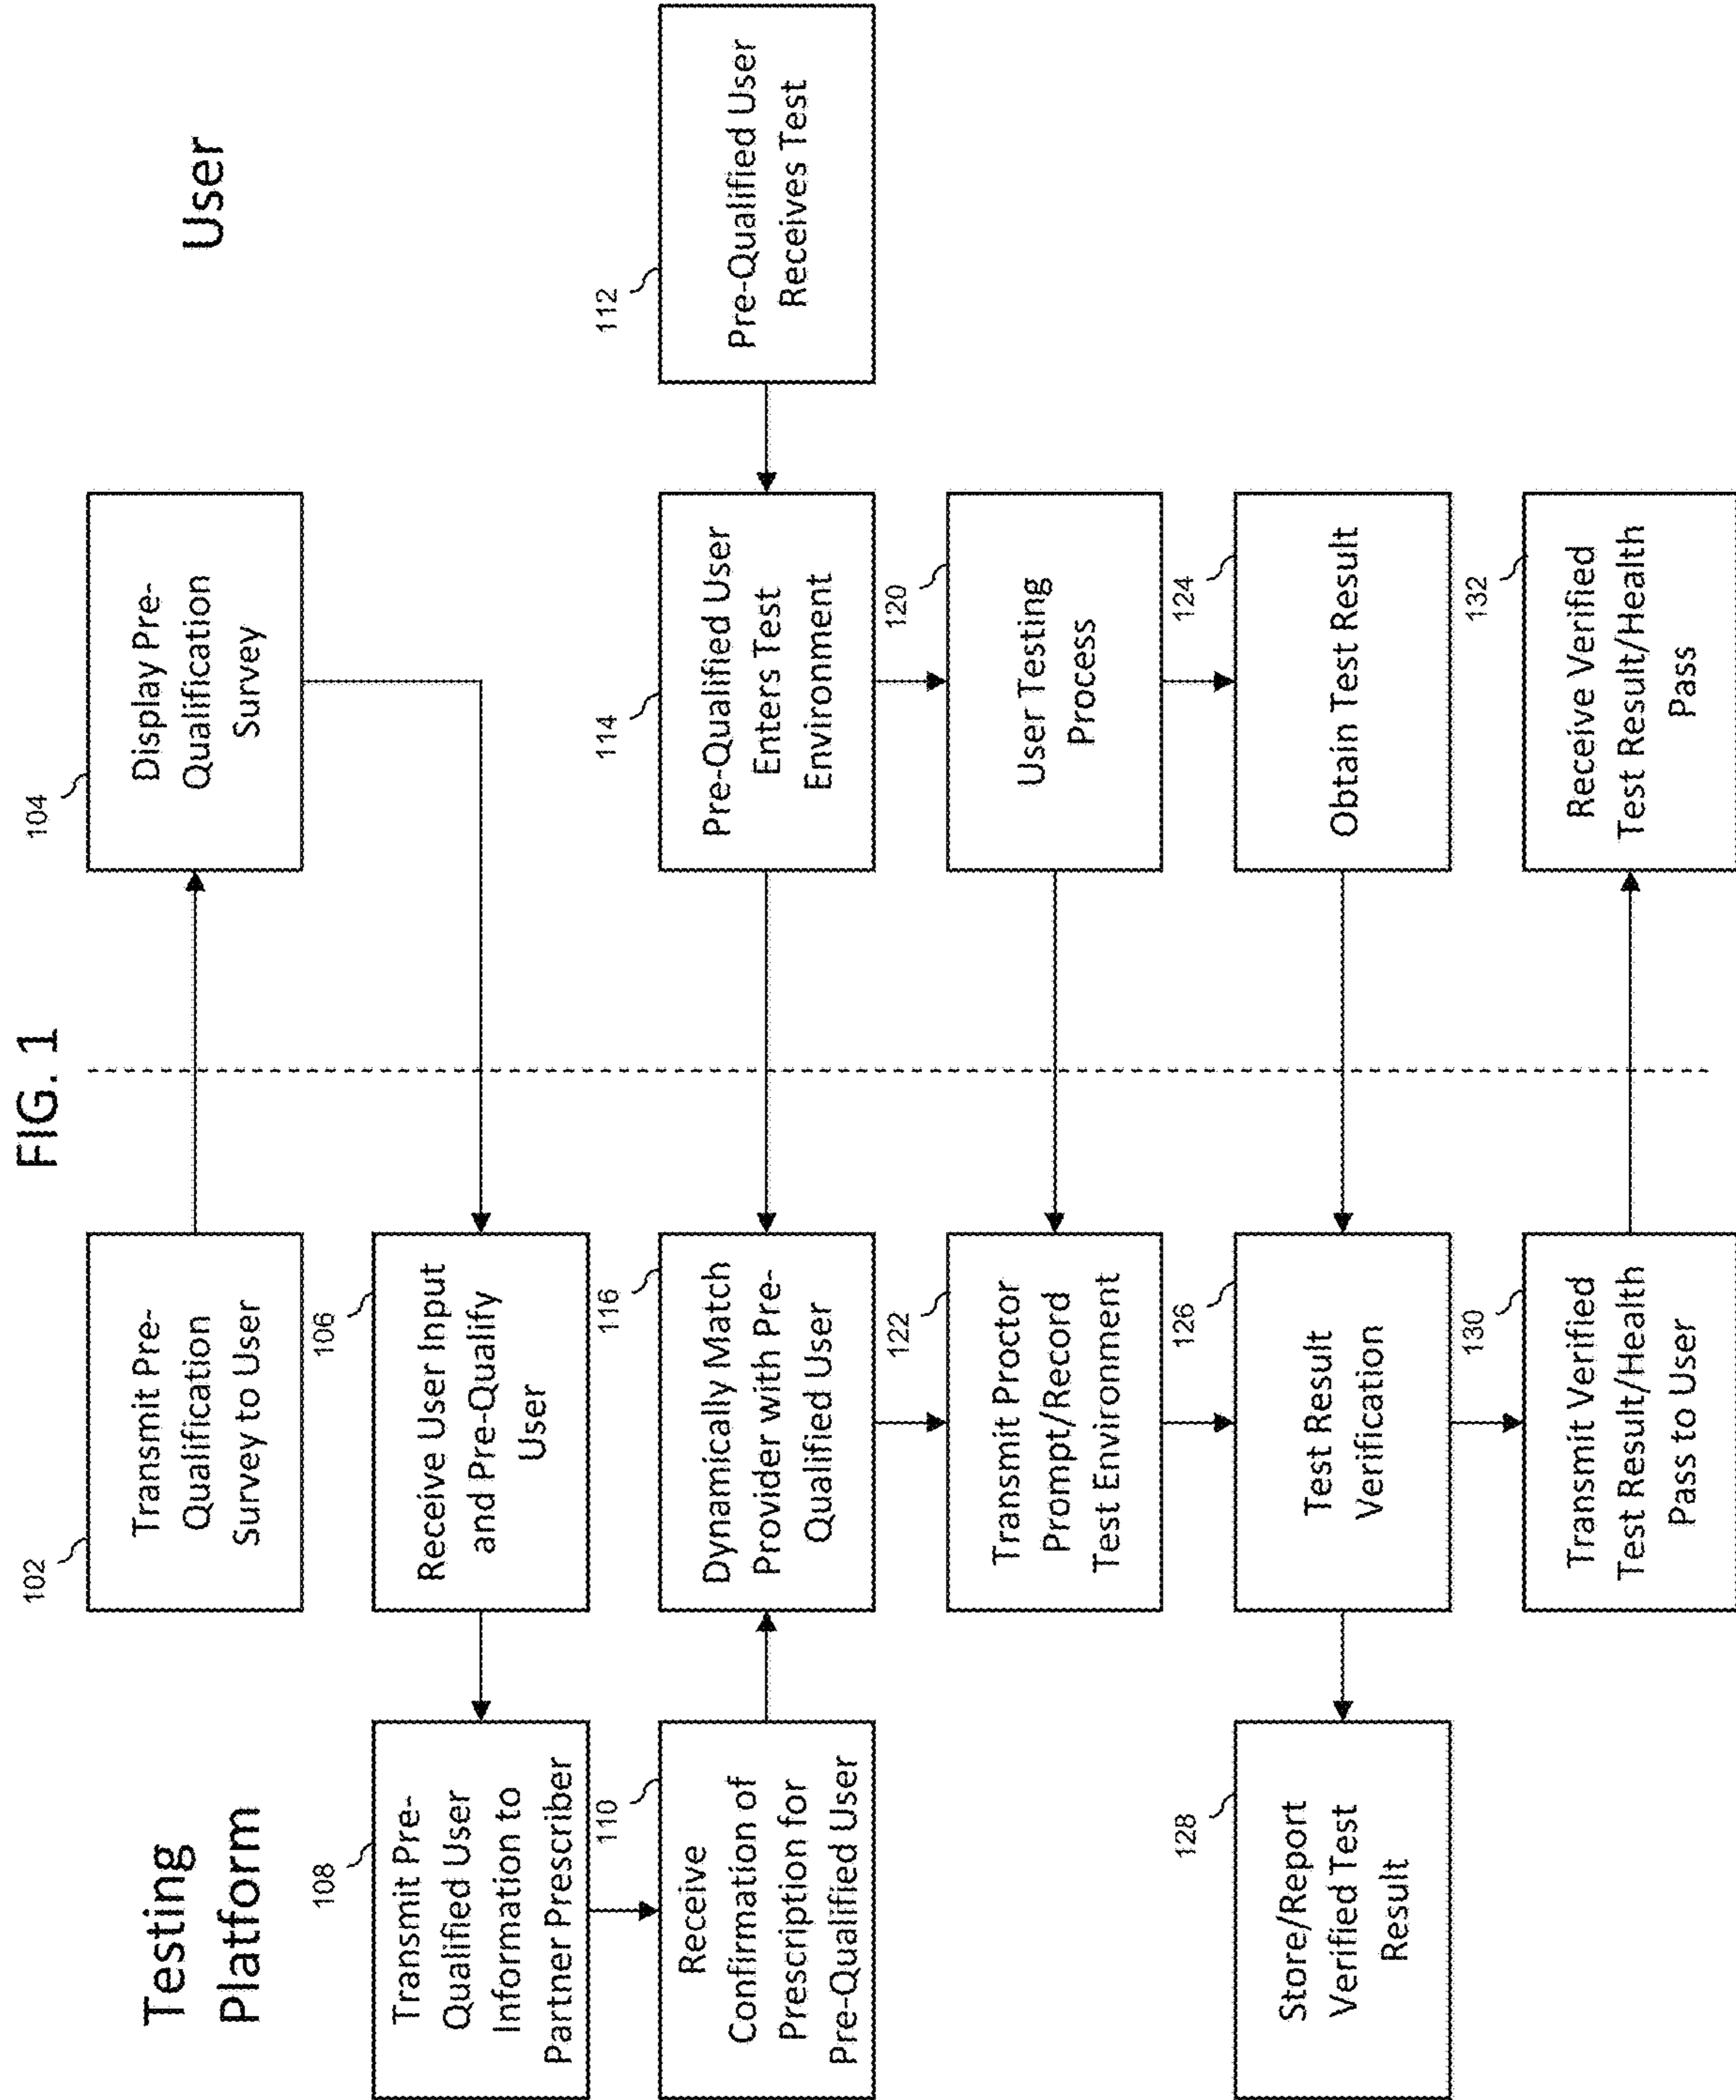 FIG. 1
Testing
Platform
User
102
Transmit Pre-
Qualification
Survey to User
104
Display Pre-
Qualification
Survey
108
Transmit Pre-
Qualified User
Information to
Partner Prescriber
106
Receive User Input
and Pre-Qualify
User
110
Receive
Confirmation of
Prescription for
Pre-Qualified User
116
Dynamically Match
Provider with Pre-
Qualified User
114
Pre-Qualified User
Enters Test
Environment
112
Pre-Qualified User
Receives Test
122
Transmit Proctor
Prompt/Record
Test Environment
120
User Testing
Process
128
Store/Report
Verified Test
Result
126
Test Result
Verification
124
Obtain Test Result
130
Transmit Verified
Test Result/Health
Pass to User
132
Receive Verified
Test Result/Health
Pass